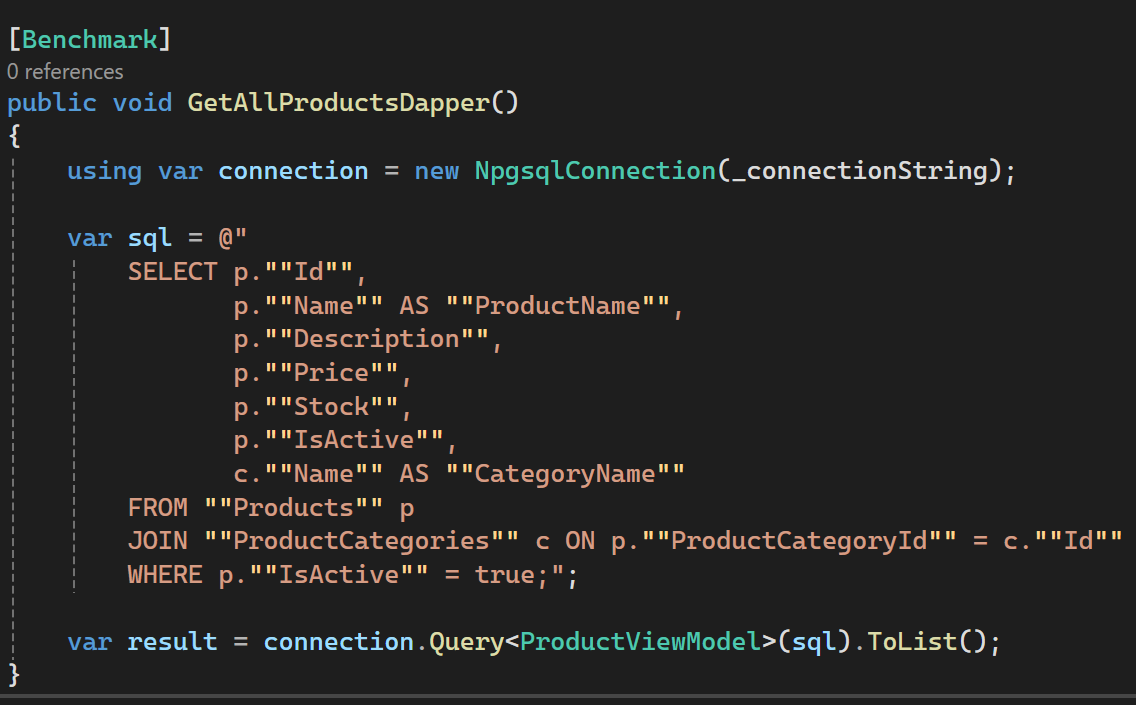 [Benchmark]
0 references
public void GetAllProductsDapper()
{
    using var connection = new NpgsqlConnection(_connectionString);

    var sql = @"
        SELECT p.""Id"",
               p.""Name"" AS ""ProductName"",
               p.""Description"",
               p.""Price"",
               p.""Stock"",
               p.""IsActive"",
               c.""Name"" AS ""CategoryName""
        FROM ""Products"" p
        JOIN ""ProductCategories"" c ON p.""ProductCategoryId"" = c.""Id""
        WHERE p.""IsActive"" = true;";

    var result = connection.Query<ProductViewModel>(sql).ToList();
}